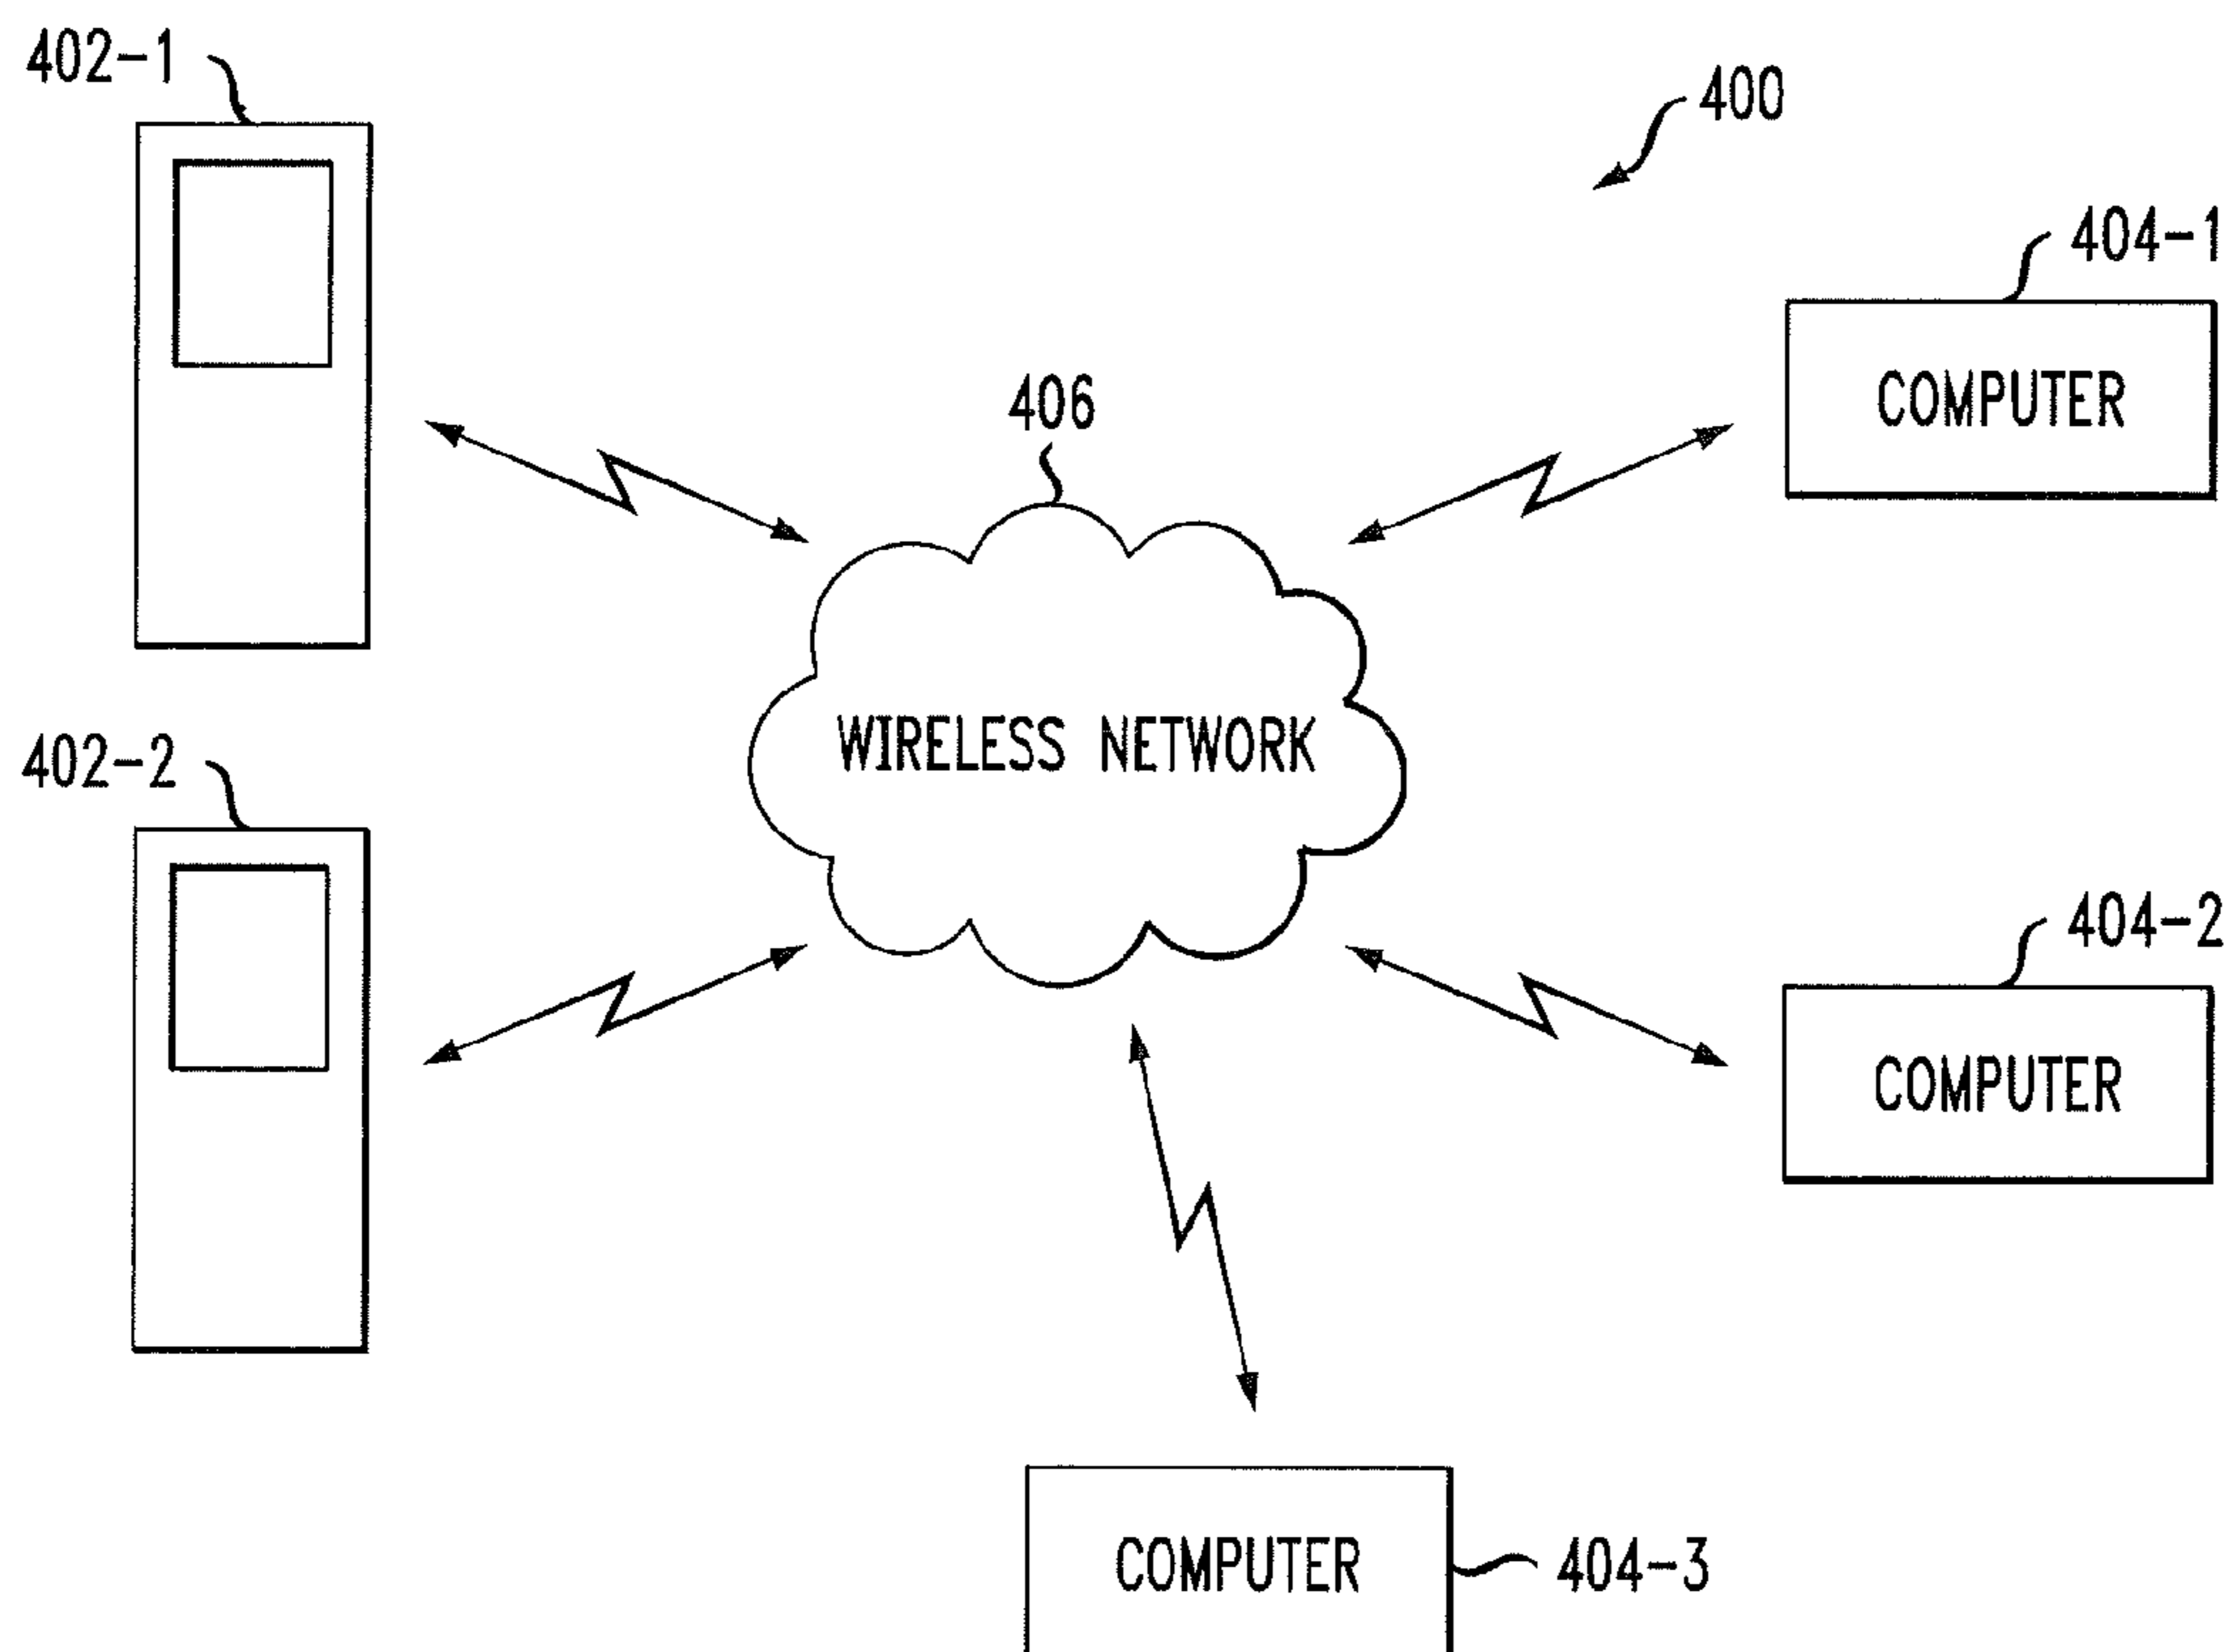 402-1
400
404-1
COMPUTER
406
WIRELESS NETWORK
402-2
404-2
COMPUTER
COMPUTER
404-3